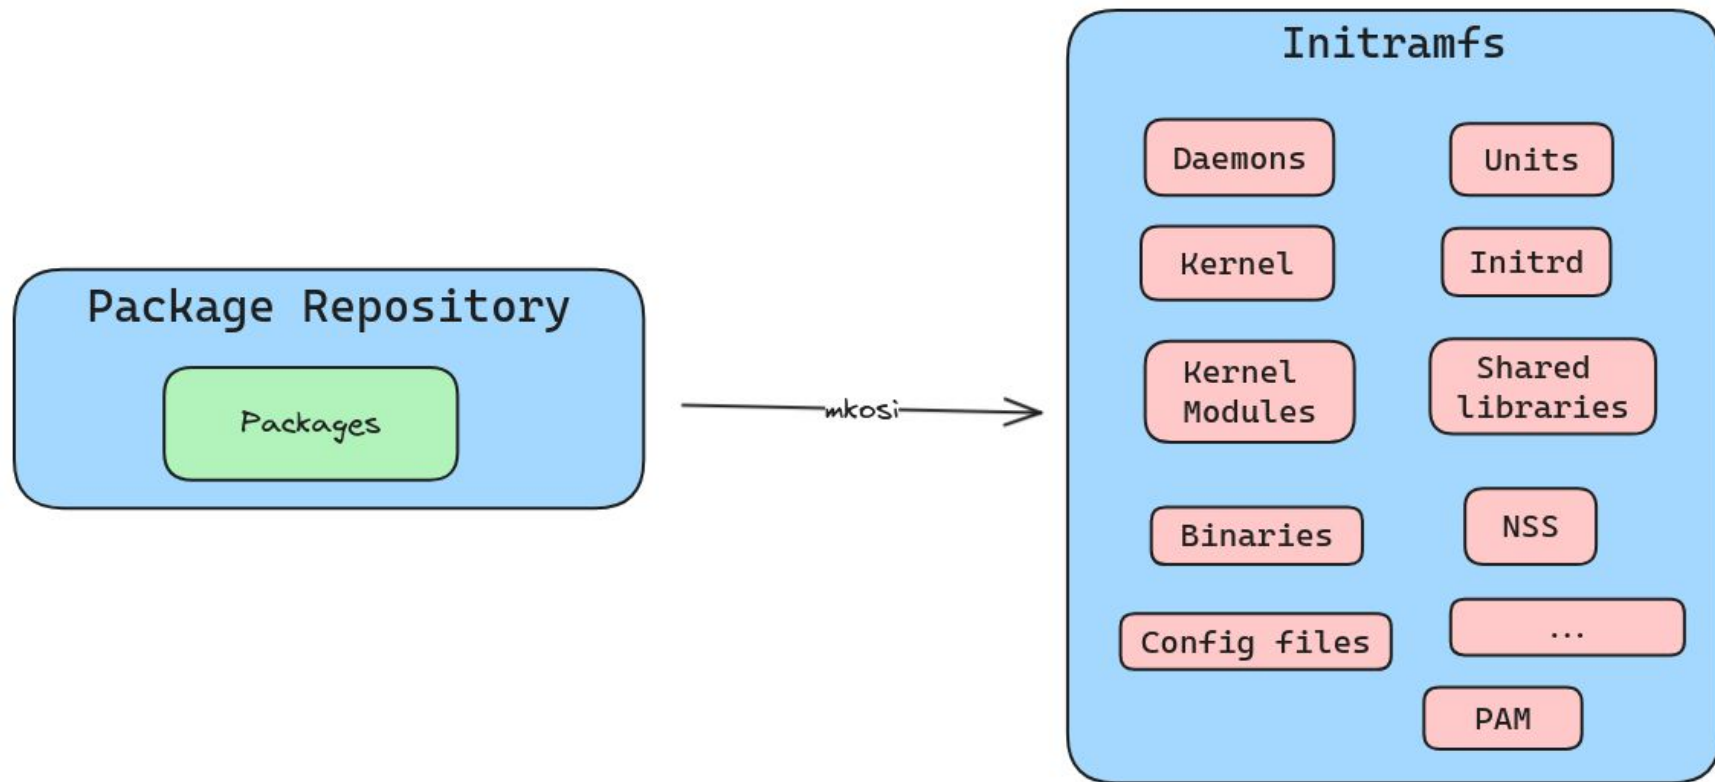 Package Repository
Packages
mkosi
Initramfs
Daemons
Units
Kernel
Initrd
Kernel
Modules
Shared
libraries
Binaries
NSS
Config files
...
PAM